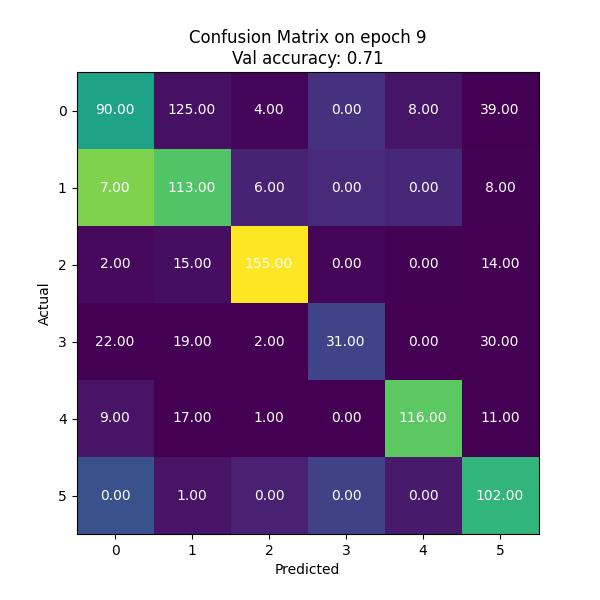 Confusion Matrix on epoch 9
Val accuracy: 0.71
0 90.00 125.00 4.00 0.00 8.00 39.00
1 7.00 113.00 6.00 0.00 0.00 8.00
2 2.00 15.00 155.00 0.00 0.00 14.00
3 22.00 19.00 2.00 31.00 0.00 30.00
4 9.00 17.00 1.00 0.00 116.00 11.00
5 0.00 1.00 0.00 0.00 0.00 102.00
Actual
0 1 2 3 4 5
Predicted